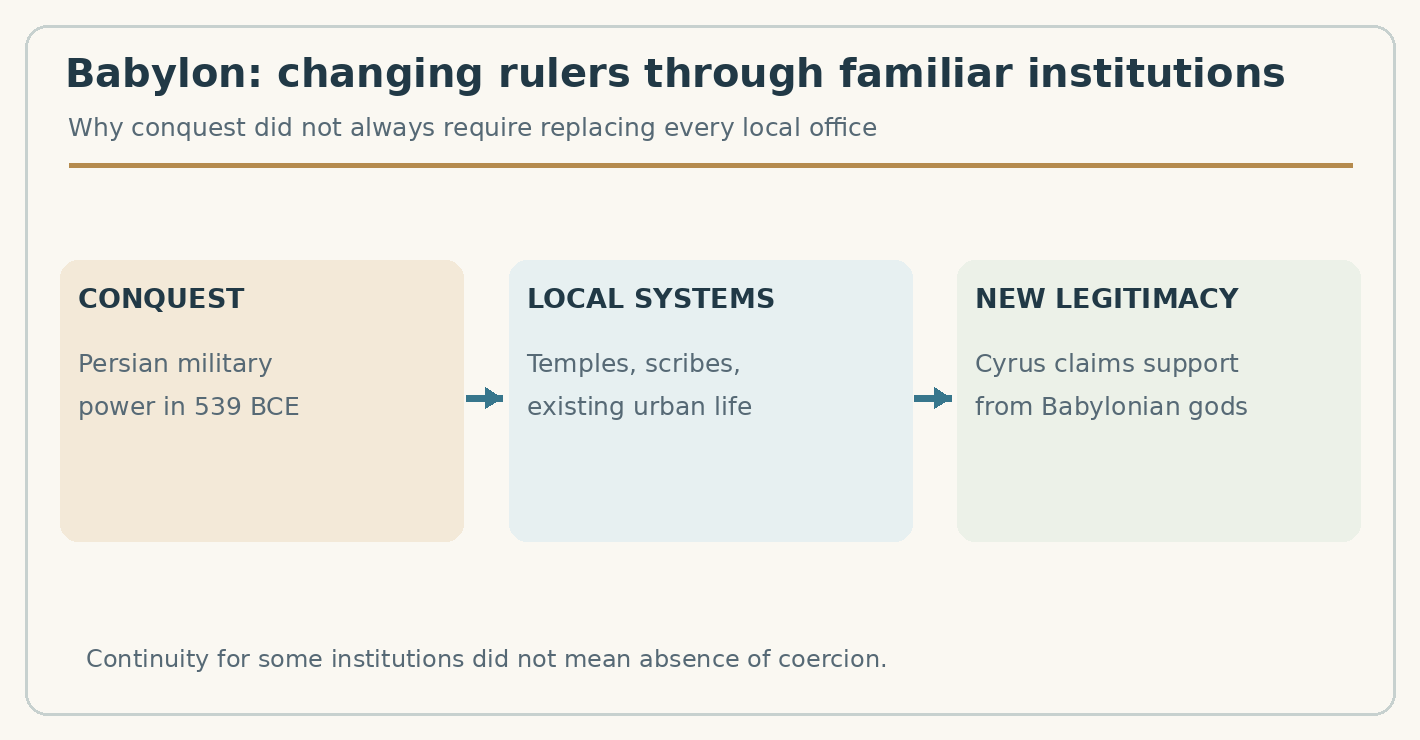 Babylon: changing rulers through familiar institutions
Why conquest did not always require replacing every local office
CONQUEST
Persian military
power in 539 BCE
LOCAL SYSTEMS
Temples, scribes,
existing urban life
NEW LEGITIMACY
Cyrus claims support
from Babylonian gods
Continuity for some institutions did not mean absence of coercion.